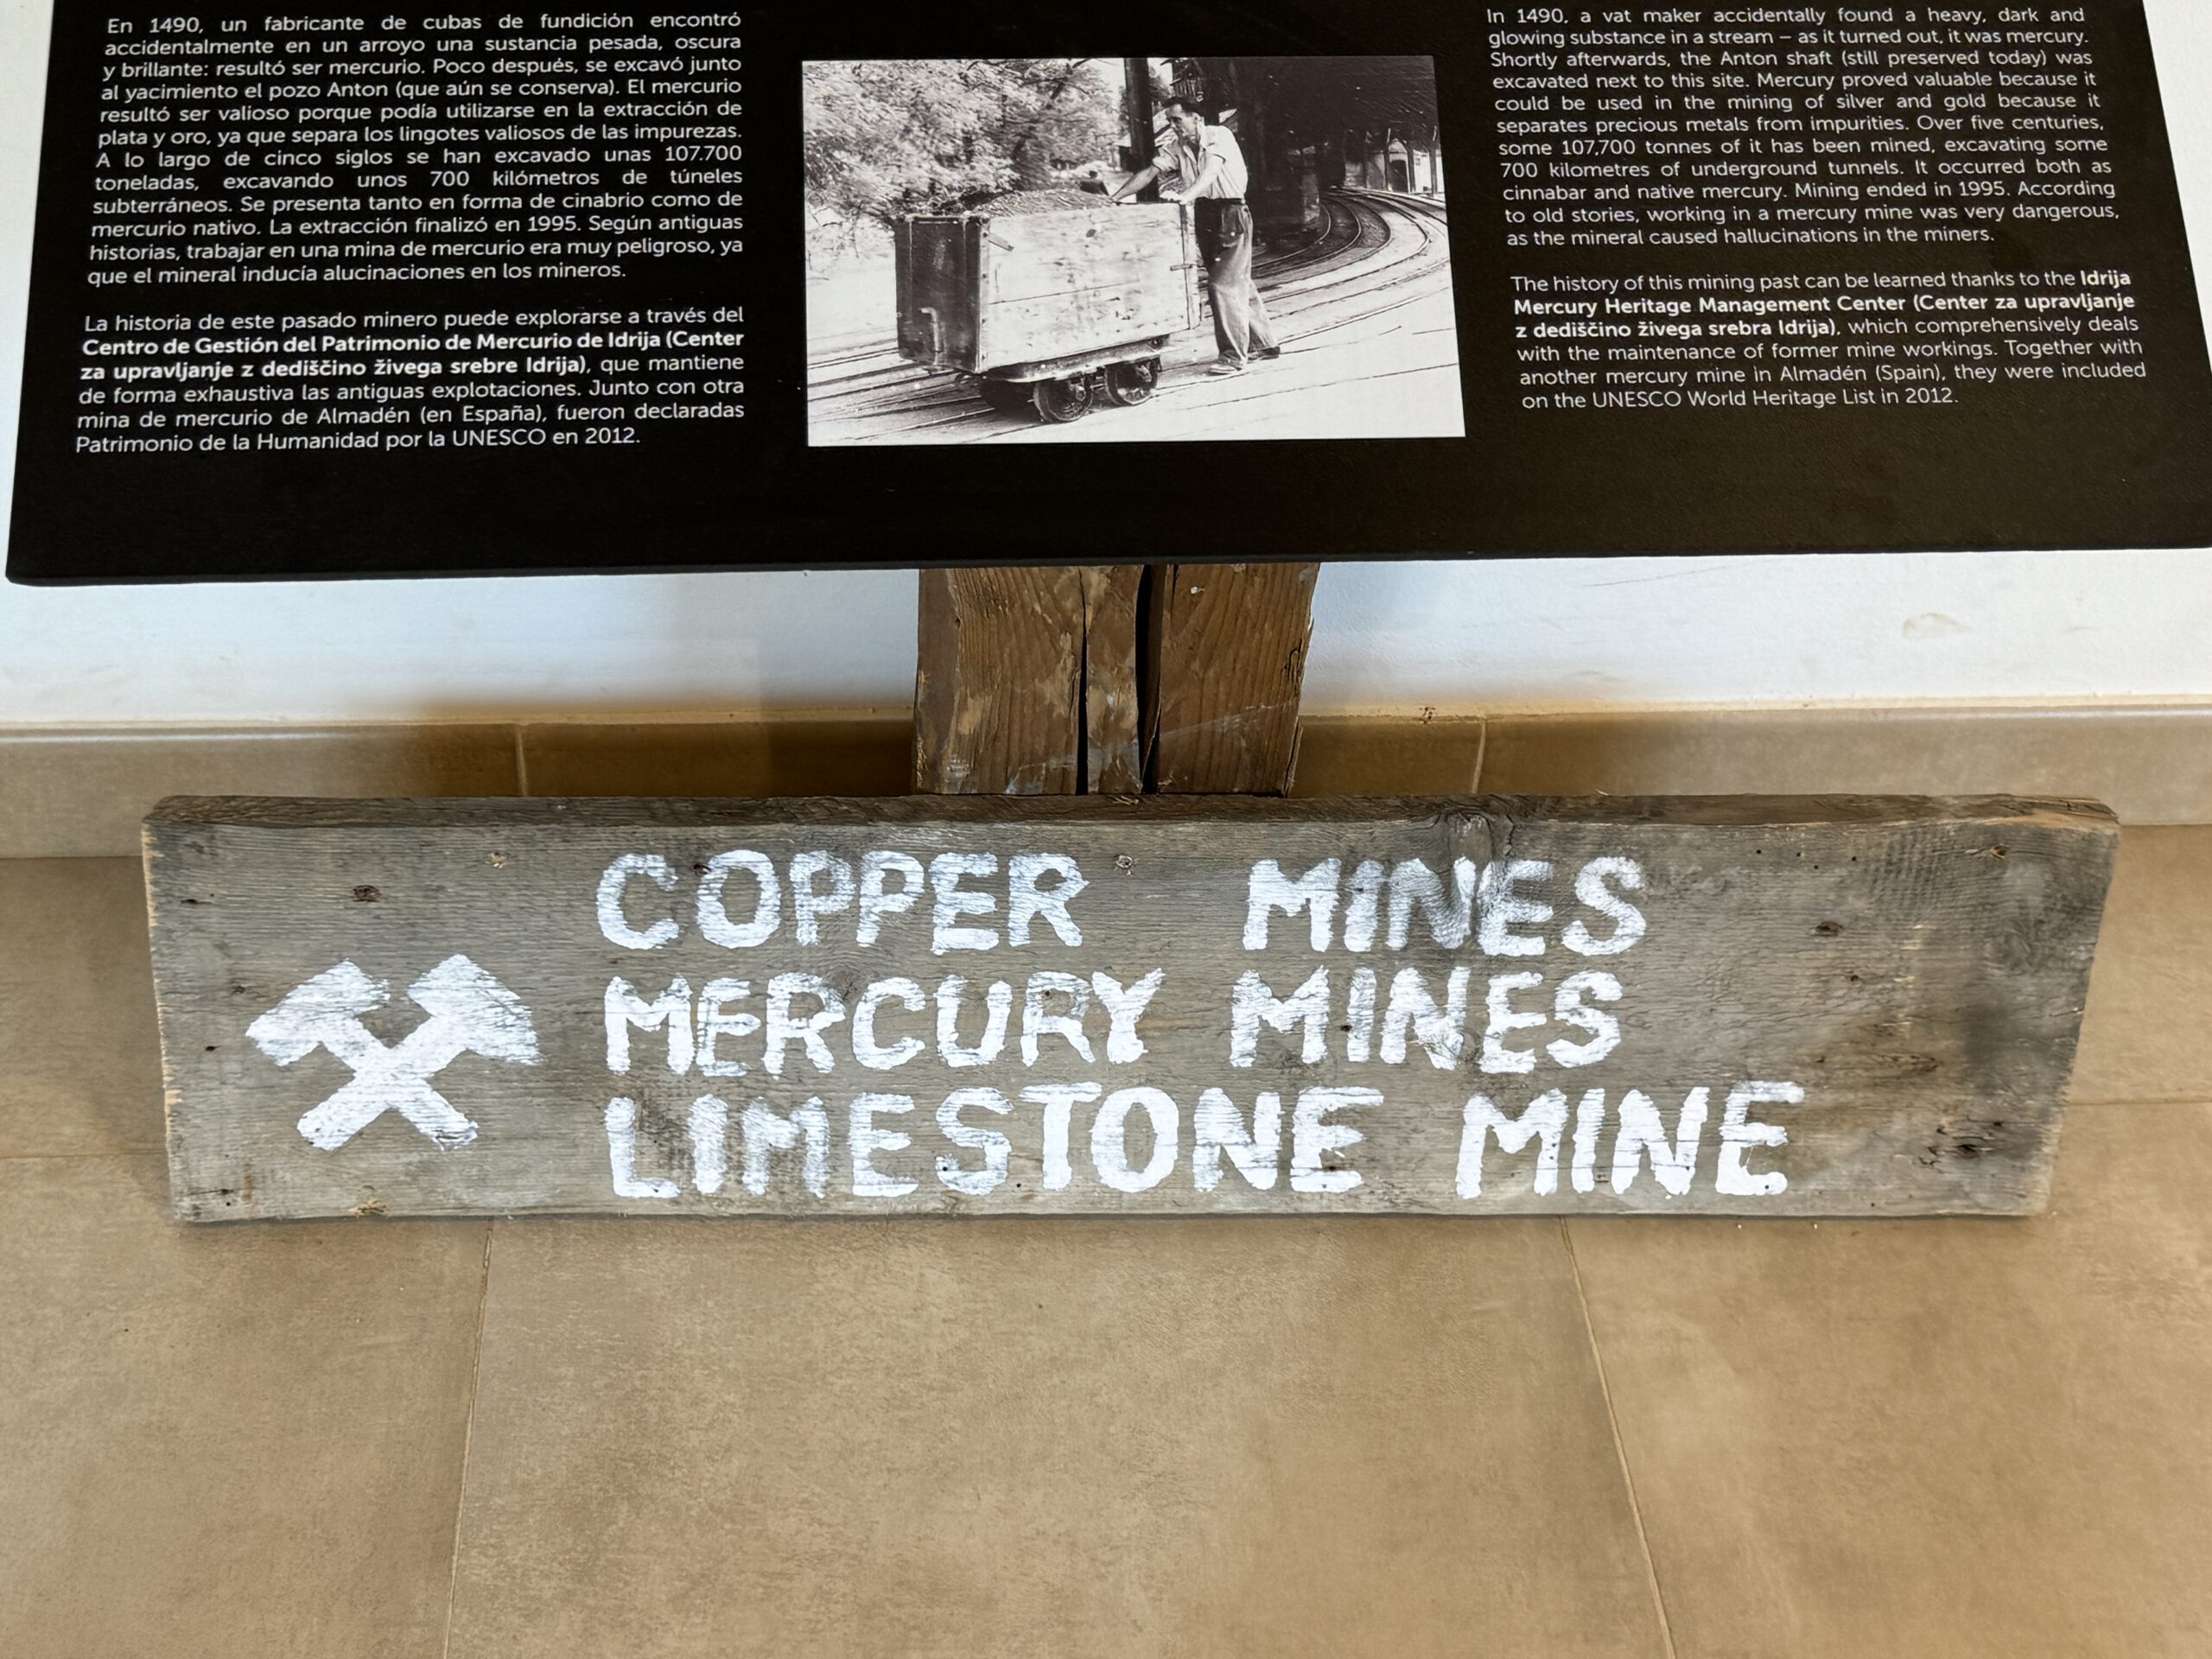 En 1490, un fabricante de cubas de fundición encontró
accidentalmente en un arroyo una sustancia pesada, oscura
y brillante: resultó ser mercurio. Poco después, se excavó junto
al yacimiento el pozo Anton (que aún se conserva). El mercurio
resultó ser valioso porque podía utilizarse en la extracción de
plata y oro, ya que separa los lingotes valiosos de las impurezas.
A lo largo de cinco siglos se han excavado unas 107.700
toneladas, excavando unos 700 kilómetros de túneles
subterráneos. Se presenta tanto en forma de cinabrio como de
mercurio nativo. La extracción finalizó en 1995. Según antiguas
historias, trabajar en una mina de mercurio era muy peligroso, ya
que el mineral inducía alucinaciones en los mineros.
La historia de este pasado minero puede explorarse a través del
Centro de Gestión del Patrimonio de Mercurio de Idrija (Center
za upravljanje z dediščino živega srebre Idrija), que mantiene
de forma exhaustiva las antiguas explotaciones. Junto con otra
mina de mercurio de Almadén (en España), fueron declaradas
Patrimonio de la Humanidad por la UNESCO en 2012.
In 1490, a vat maker accidentally found a heavy, dark and
glowing substance in a stream – as it turned out, it was mercury.
Shortly afterwards, the Anton shaft (still preserved today) was
excavated next to this site. Mercury proved valuable because it
could be used in the mining of silver and gold because it
separates precious metals from impurities. Over five centuries,
some 107,700 tonnes of it has been mined, excavating some
700 kilometres of underground tunnels. It occurred both as
cinnabar and native mercury. Mining ended in 1995. According
to old stories, working in a mercury mine was very dangerous,
as the mineral caused hallucinations in the miners.
The history of this mining past can be learned thanks to the Idrija
Mercury Heritage Management Center (Center za upravljanje
z dediščino živega srebra Idrija), which comprehensively deals
with the maintenance of former mine workings. Together with
another mercury mine in Almadén (Spain), they were included
on the UNESCO World Heritage List in 2012.
COPPER MINES
MERCURY MINES
LIMESTONE MINE